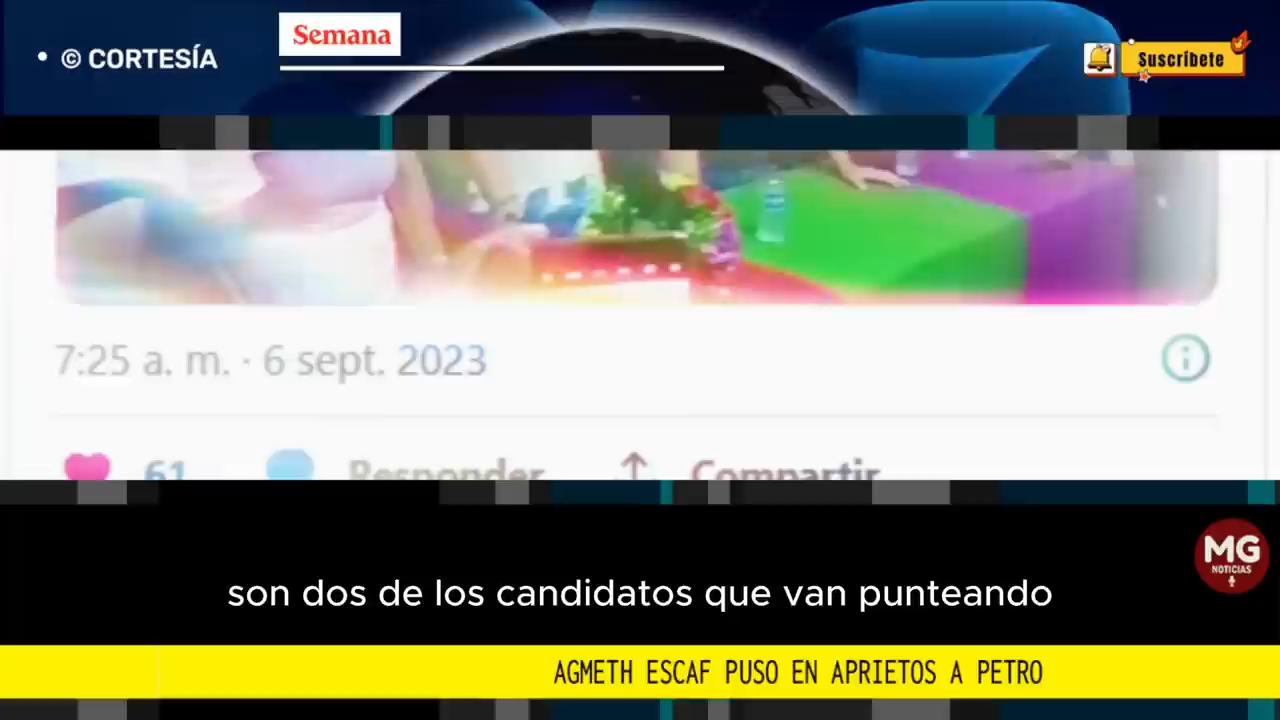 • © CORTESÍA
Semana
Suscríbete
7:25 a. m. · 6 sept. 2023
61 Responder Compartir
MG
NOTICIAS
son dos de los candidatos que van punteando
AGMETH ESCAF PUSO EN APRIETOS A PETRO